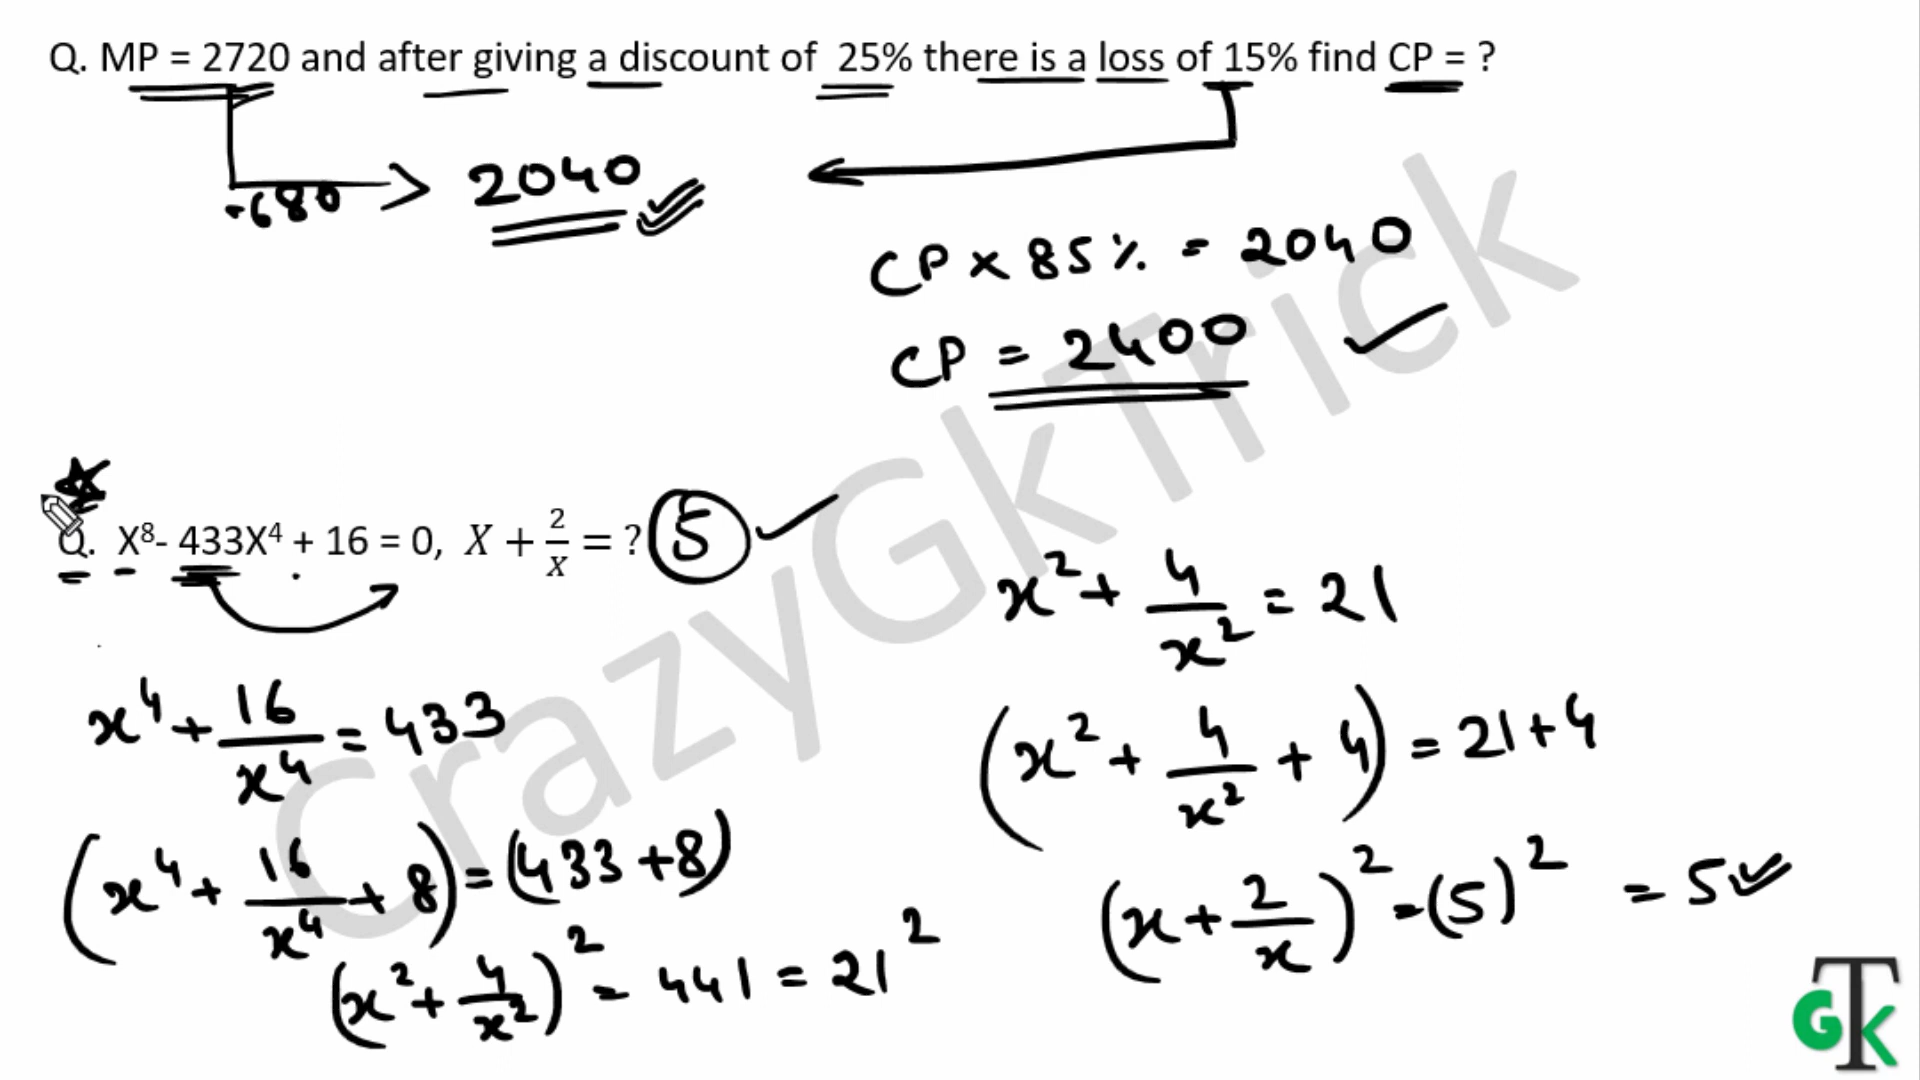 Q. MP = 2720 and after giving a discount of 25% there is a loss of 15% find CP = ?
-680
2040
CP x 85% = 2040
CP = 2400
Q. X⁸- 433X⁴ + 16 = 0, X + 2/X = ? 5
x⁴ + 16/x⁴ = 433
(x⁴ + 16/x⁴ + 8) = (433 + 8)
(x² + 4/x²)² = 441 = 21²
x² + 4/x² = 21
(x² + 4/x² + 4) = 21 + 4
(x + 2/x)² = (5)² = 5
CrazyGkTrick
GTK